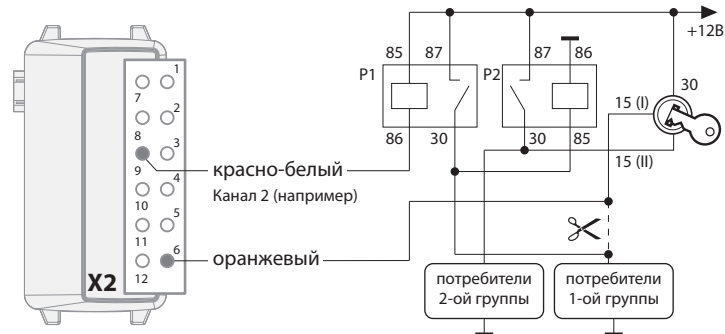 +12В
85 87
87 86
P1
P2
30
15 (I)
86 30
30 85
15 (II)
1
7
2
8
3
9
4
10
5
11
6
12
X2
красно-белый
Канал 2 (например)
оранжевый
потребители
2-ой группы
потребители
1-ой группы